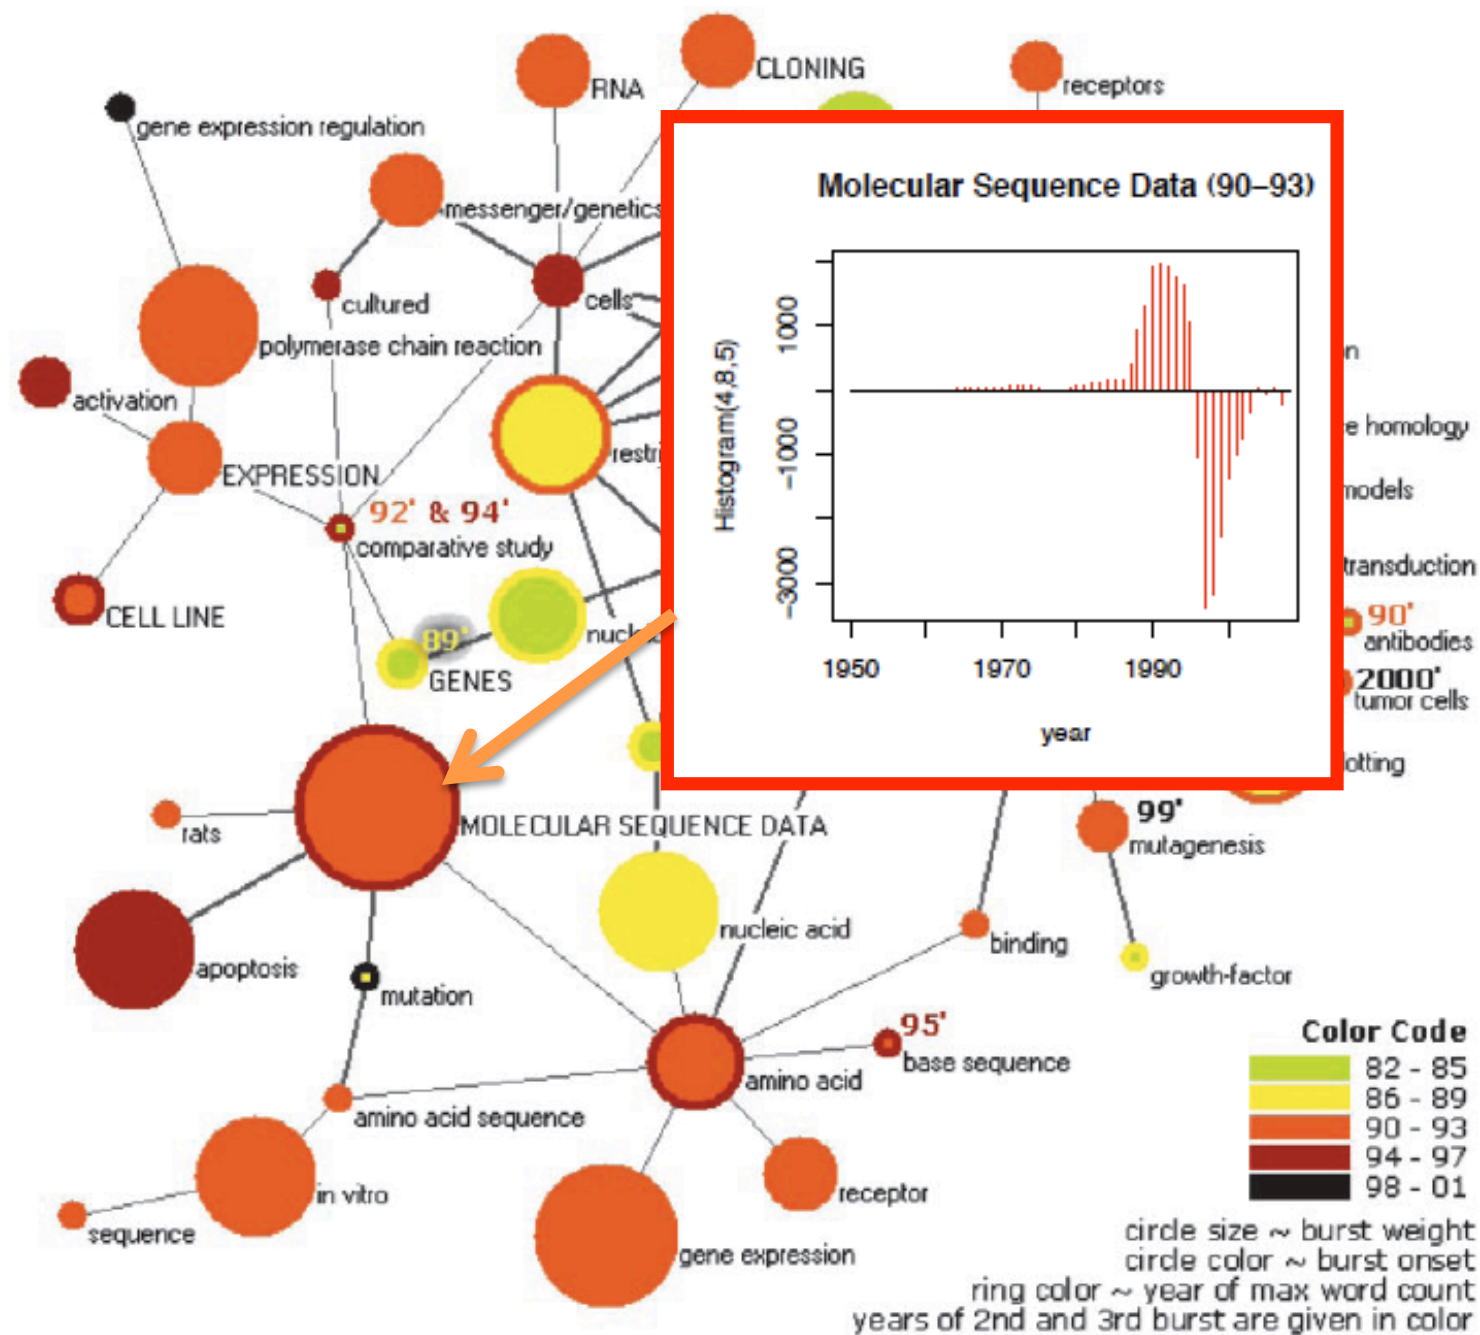 CLONING
RNA
receptors
gene expression regulation
Molecular Sequence Data (90–93)
messenger/genetics
cells
cultured
polymerase chain reaction
activation
homology
EXPRESSION
models
92' & 94'
comparative study
transduction
CELL LINE
89'
GENES
90'
antibodies
2000'
tumor cells
Histogram(4,8,5)
1000
−1000
−3000
1950 1970 1990
year
rats
MOLECULAR SEQUENCE DATA
99'
mutagenesis
nucleic acid
binding
apoptosis
growth-factor
mutation
95'
base sequence
amino acid
amino acid sequence
in vitro
receptor
sequence
gene expression
Color Code
82 - 85
86 - 89
90 - 93
94 - 97
98 - 01
circle size ~ burst weight
circle color ~ burst onset
ring color ~ year of max word count
years of 2nd and 3rd burst are given in color